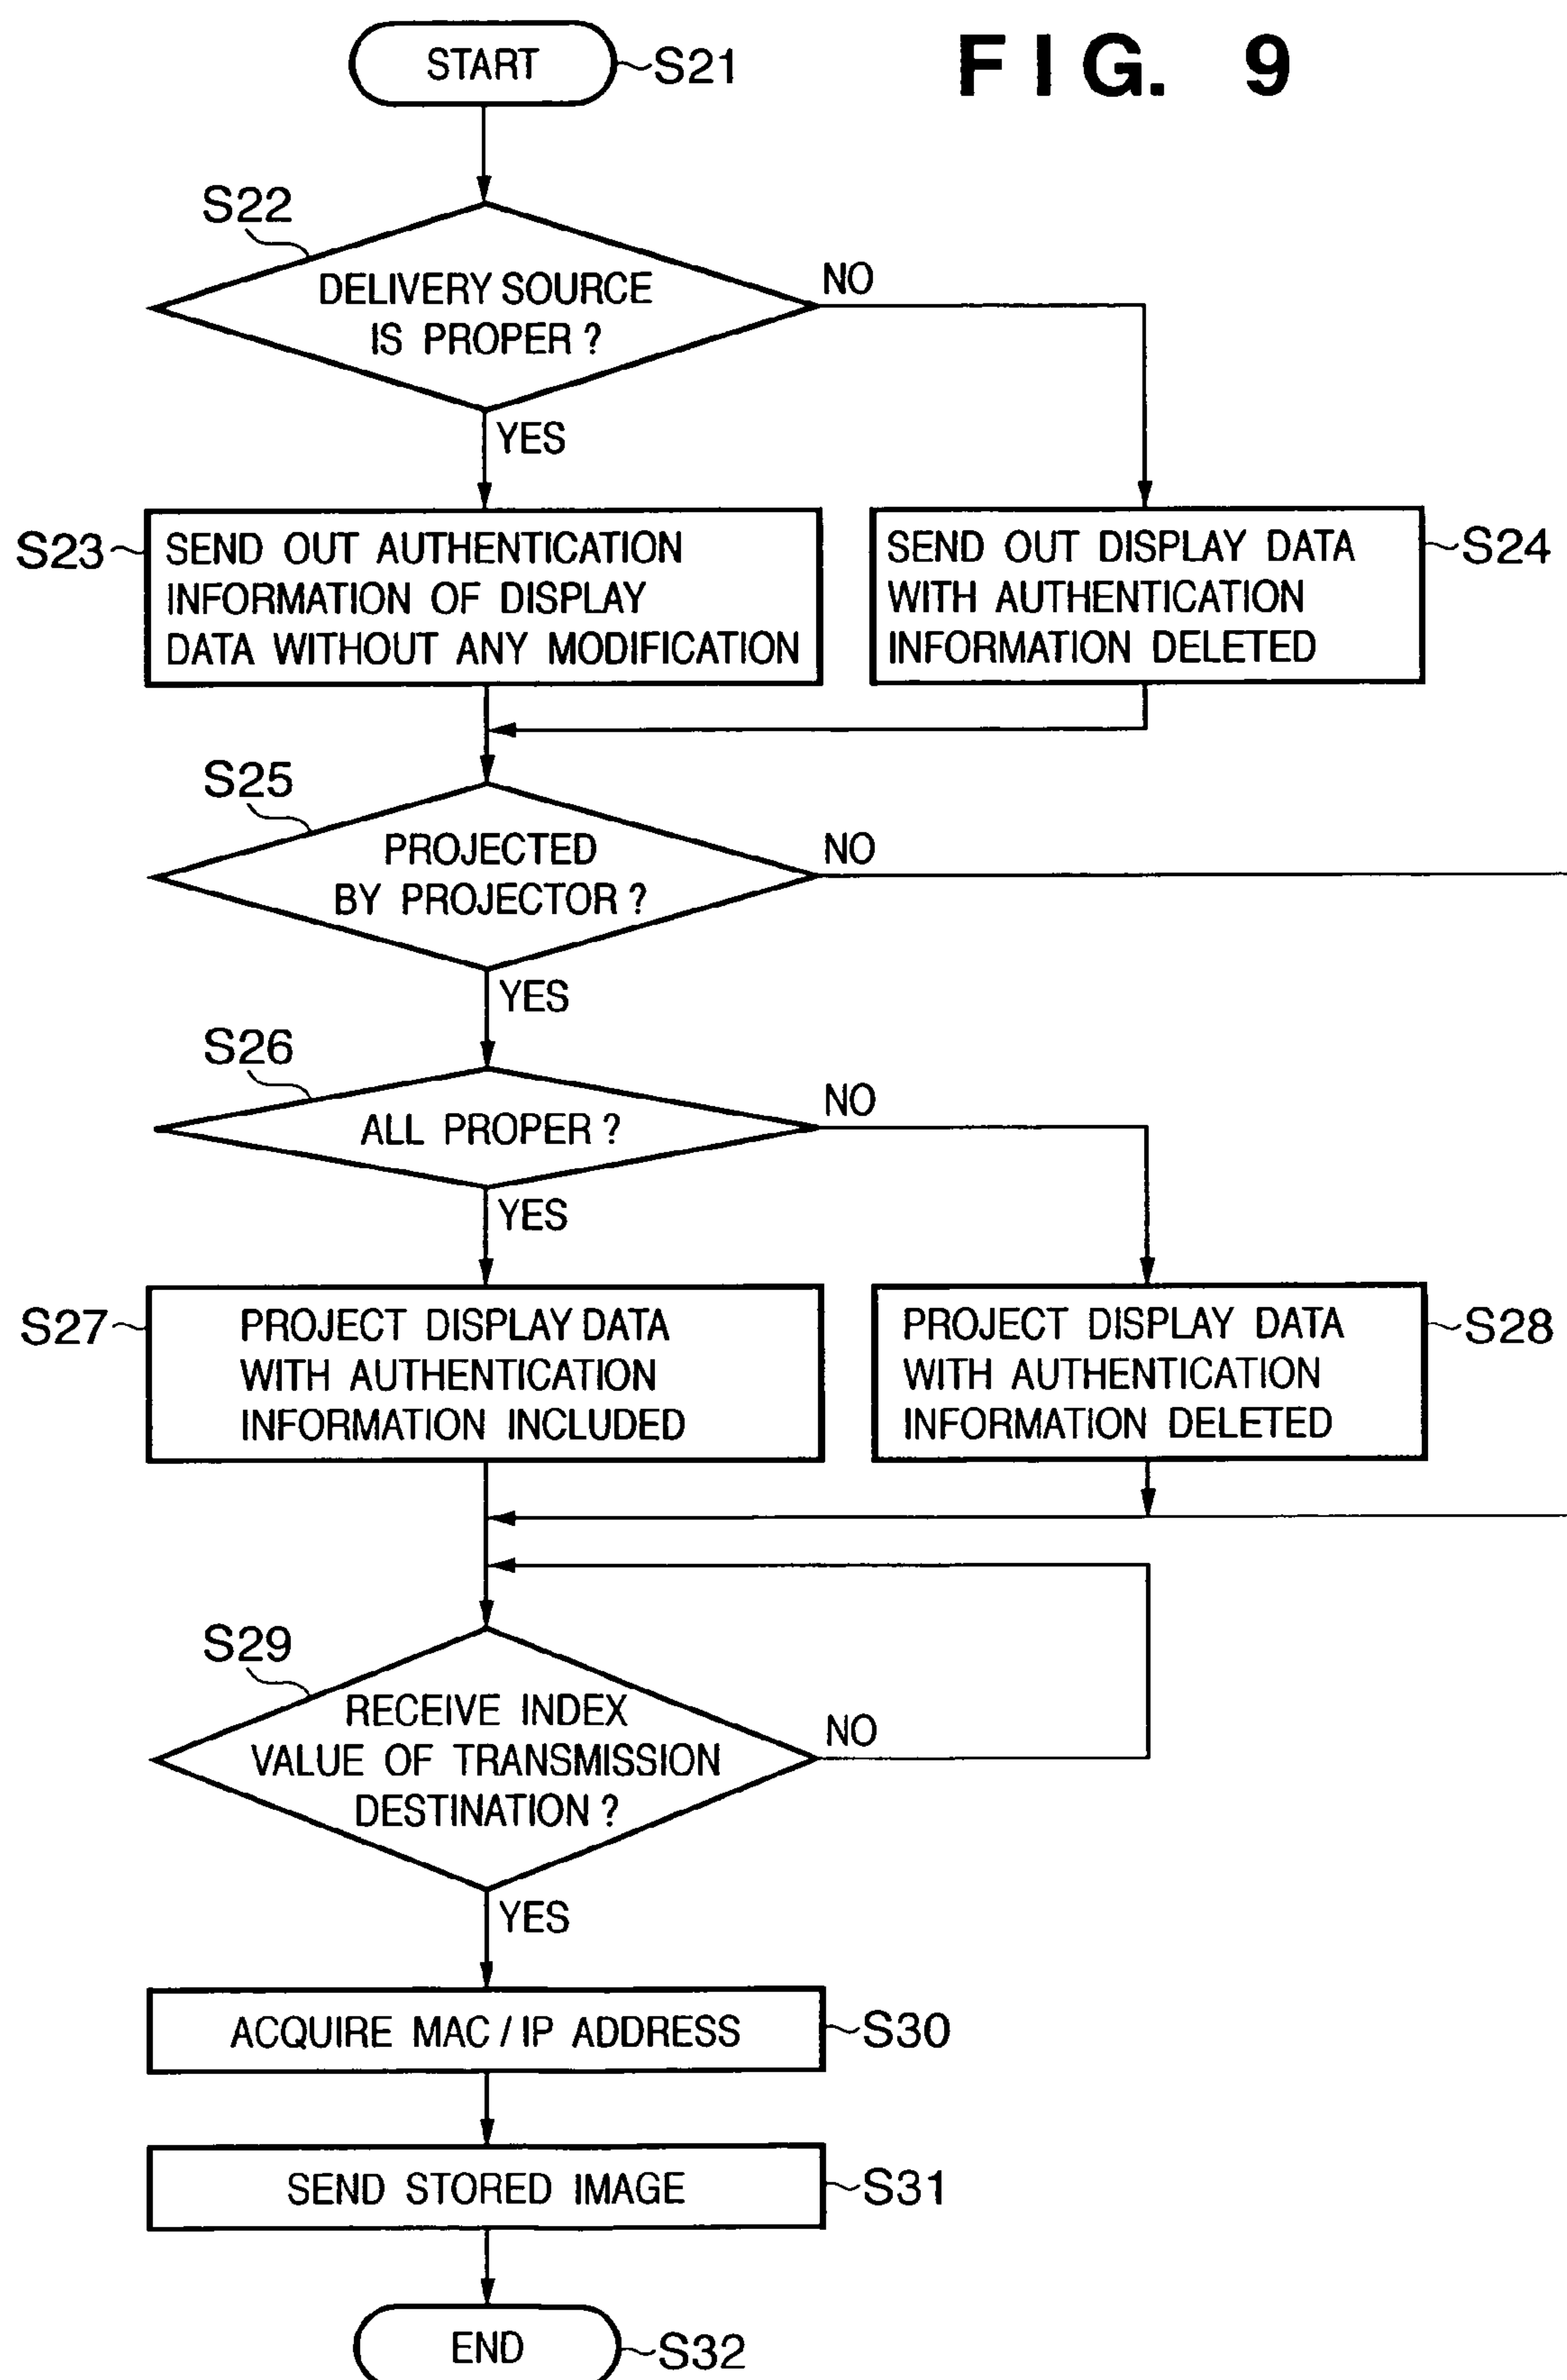 FIG. 9
START
S21
S22
DELIVERY SOURCE
IS PROPER ?
NO
YES
S23
SEND OUT AUTHENTICATION
INFORMATION OF DISPLAY
DATA WITHOUT ANY MODIFICATION
SEND OUT DISPLAY DATA
WITH AUTHENTICATION
INFORMATION DELETED
S24
S25
PROJECTED
BY PROJECTOR ?
NO
YES
S26
ALL PROPER ?
NO
YES
S27
PROJECT DISPLAY DATA
WITH AUTHENTICATION
INFORMATION INCLUDED
PROJECT DISPLAY DATA
WITH AUTHENTICATION
INFORMATION DELETED
S28
S29
RECEIVE INDEX
VALUE OF TRANSMISSION
DESTINATION ?
NO
YES
ACQUIRE MAC / IP ADDRESS
S30
SEND STORED IMAGE
S31
END
S32